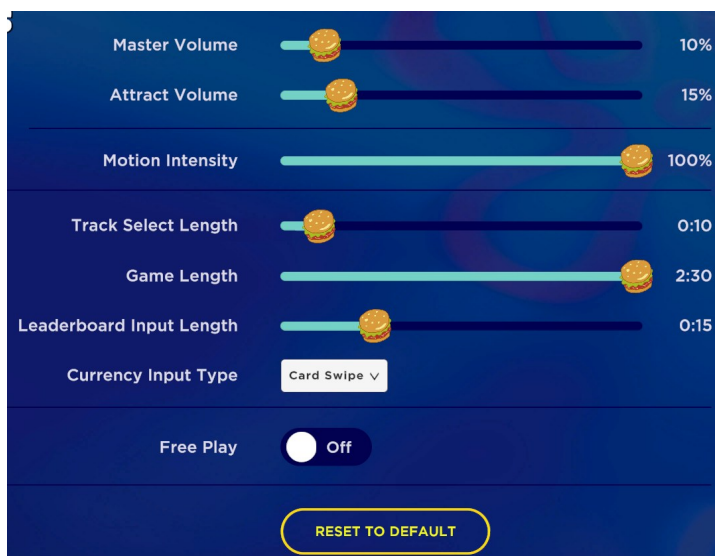 Master Volume 10%
Attract Volume 15%
Motion Intensity 100%
Track Select Length 0:10
Game Length 2:30
Leaderboard Input Length 0:15
Currency Input Type Card Swipe
Free Play Off
RESET TO DEFAULT